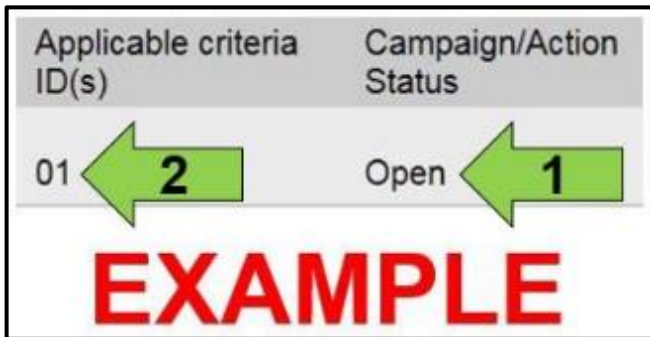 Applicable criteria ID(s)
Campaign/Action Status
01
2
Open
1
EXAMPLE